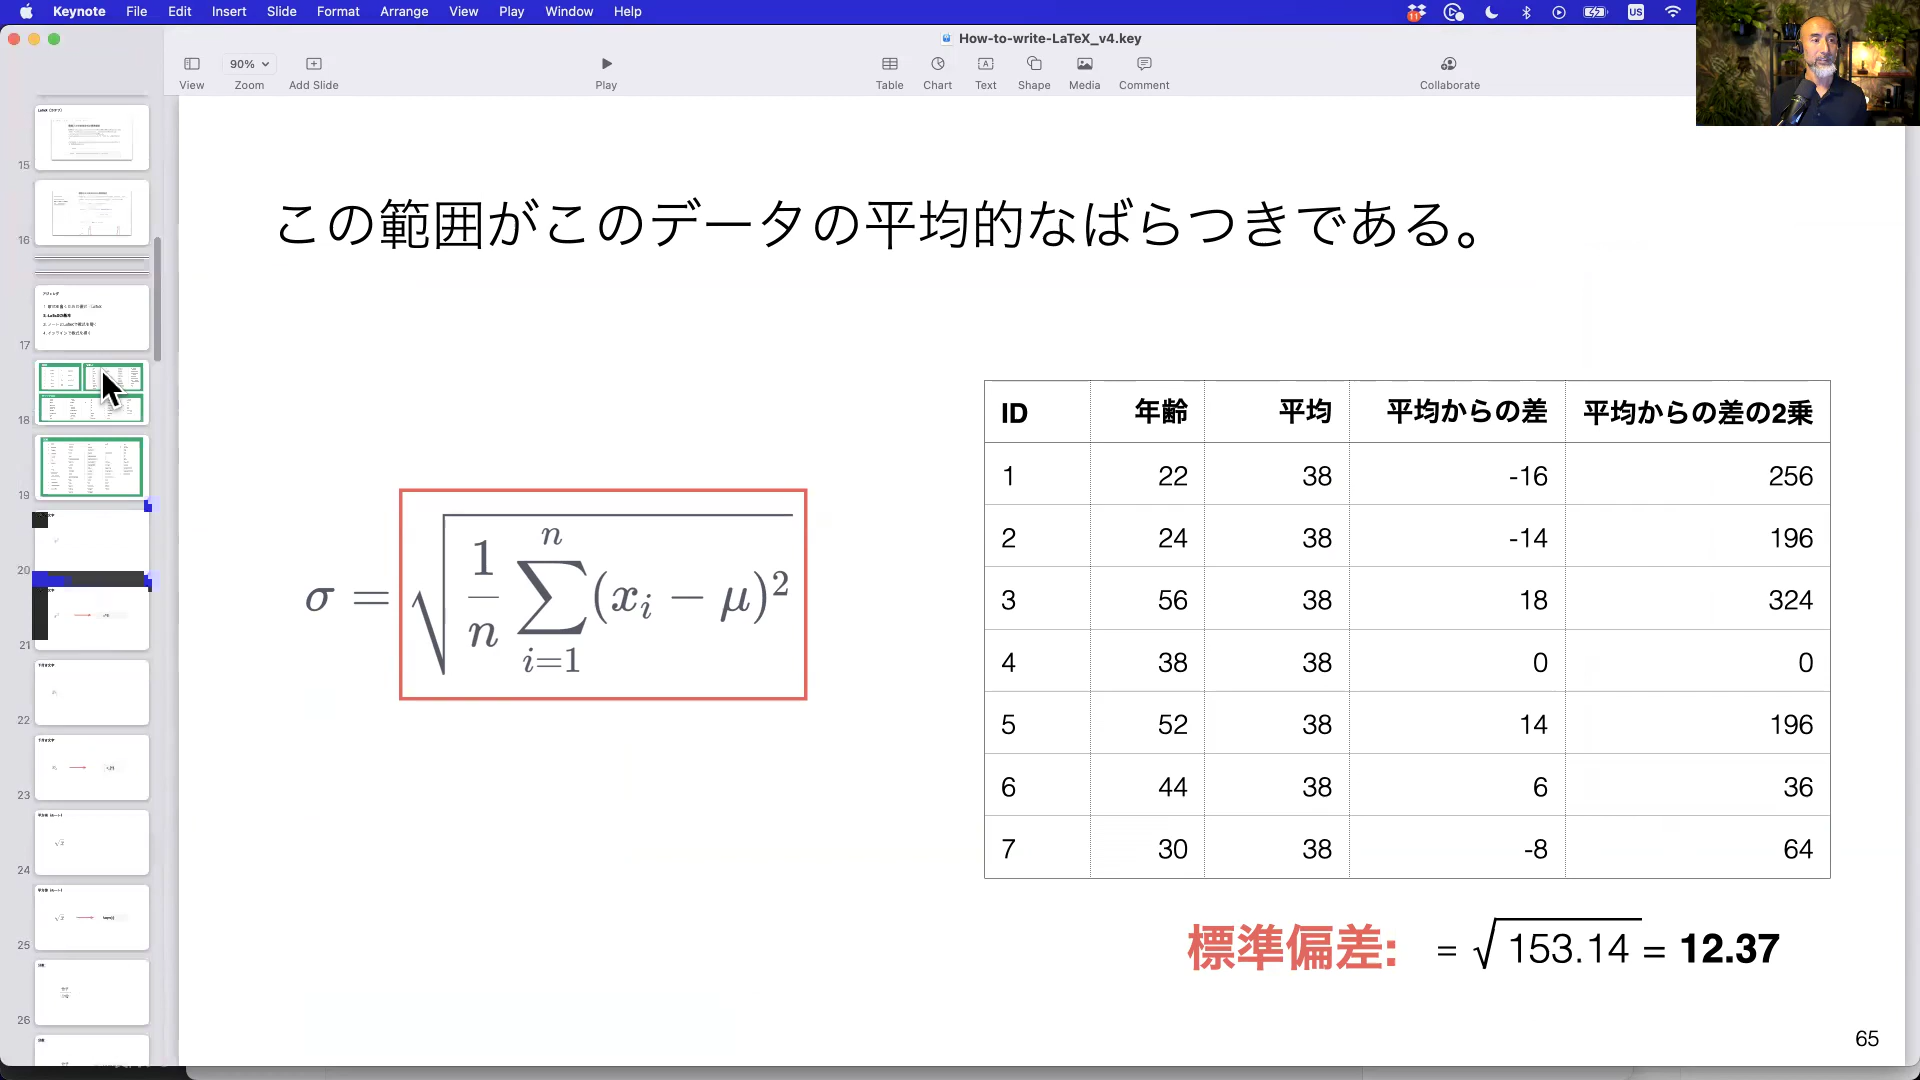 Keynote File Edit Insert Slide Format Arrange View Play Window Help
11 US
How-to-write-LaTeX_v4.key
90%
View Zoom Add Slide Play Table Chart Text Shape Media Comment Collaborate
15
16
17
18
19
20
21
22
23
24
25
26
この範囲がこのデータの平均的なばらつきである。
σ = √ 1/n ∑ i=1 n (xᵢ − μ)²
ID 年齢 平均 平均からの差 平均からの差の2乗
1 22 38 -16 256
2 24 38 -14 196
3 56 38 18 324
4 38 38 0 0
5 52 38 14 196
6 44 38 6 36
7 30 38 -8 64
標準偏差: = √153.14 = 12.37
65